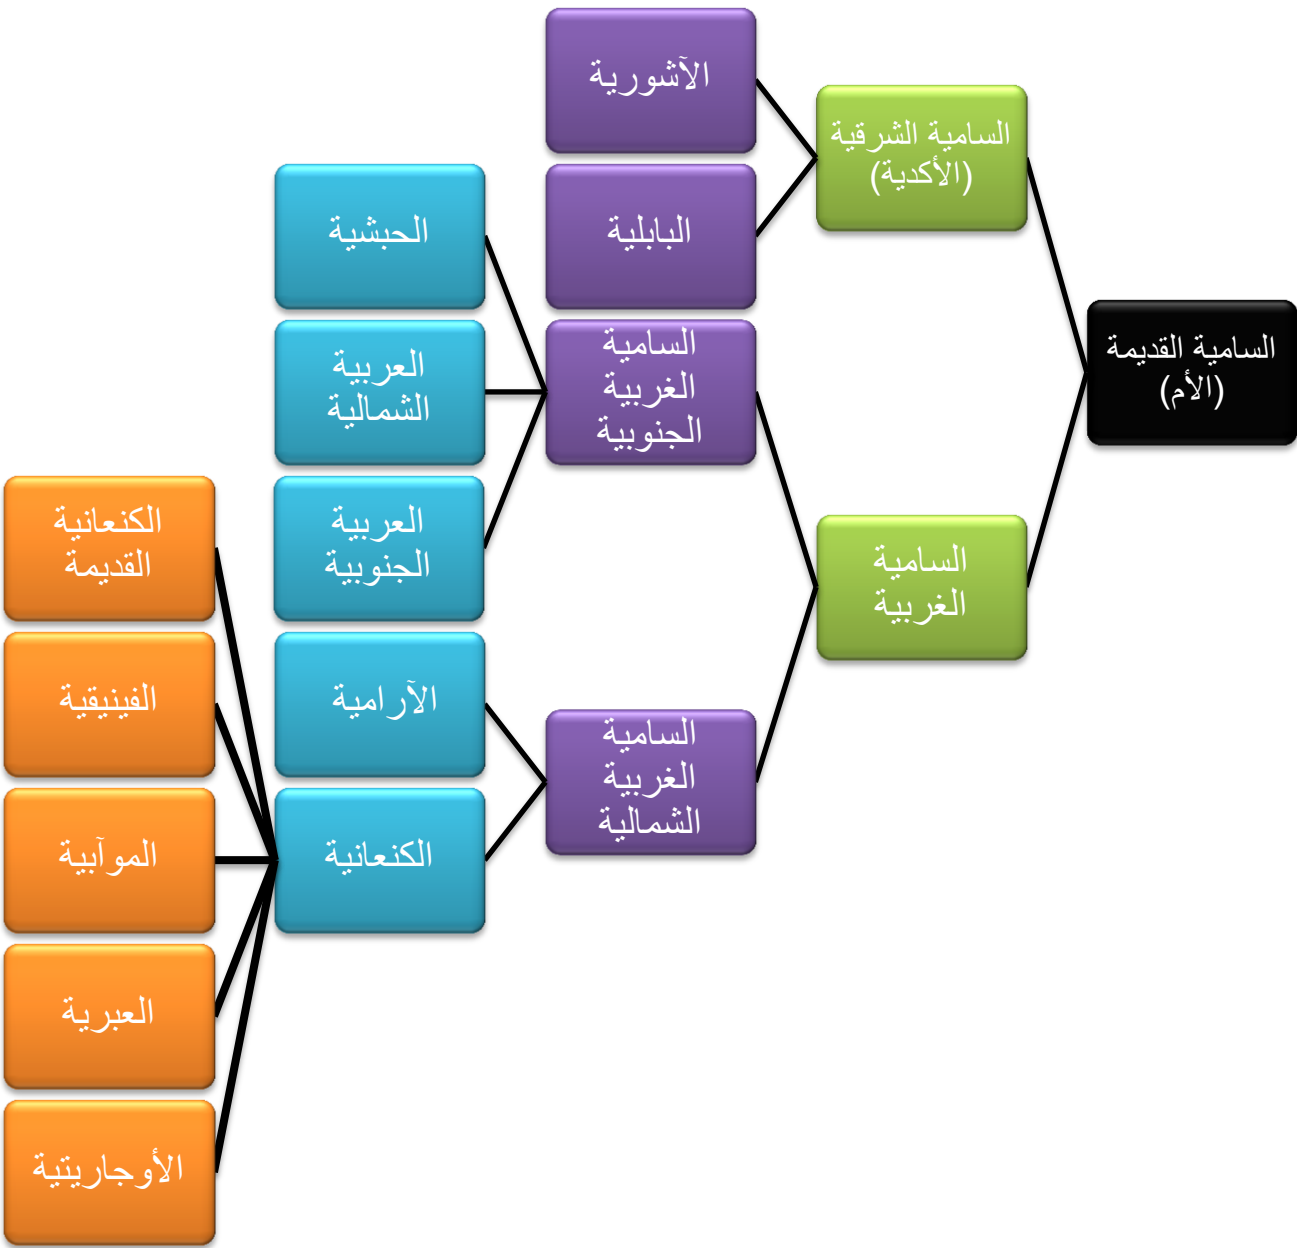 السامية القديمة
(الأم)
السامية الشرقية
(الأكدية)
السامية
الغربية
الآشورية
البابلية
السامية
الغربية
الجنوبية
السامية
الغربية
الشمالية
الحبشية
العربية
الشمالية
العربية
الجنوبية
الآرامية
الكنعانية
الكنعانية
القديمة
الفينيقية
الموآبية
العبرية
الأوجاريتية